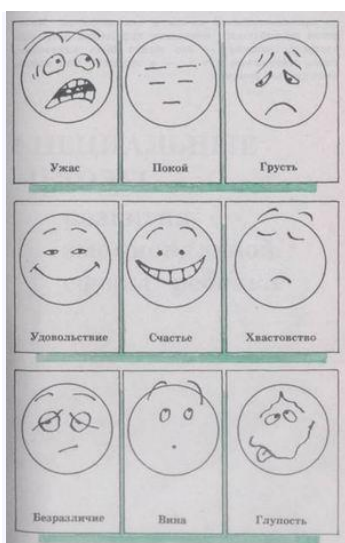 Ужас Покой Грусть
Удовольствие Счастье Хвастовство
Безразличие Вина Глупость